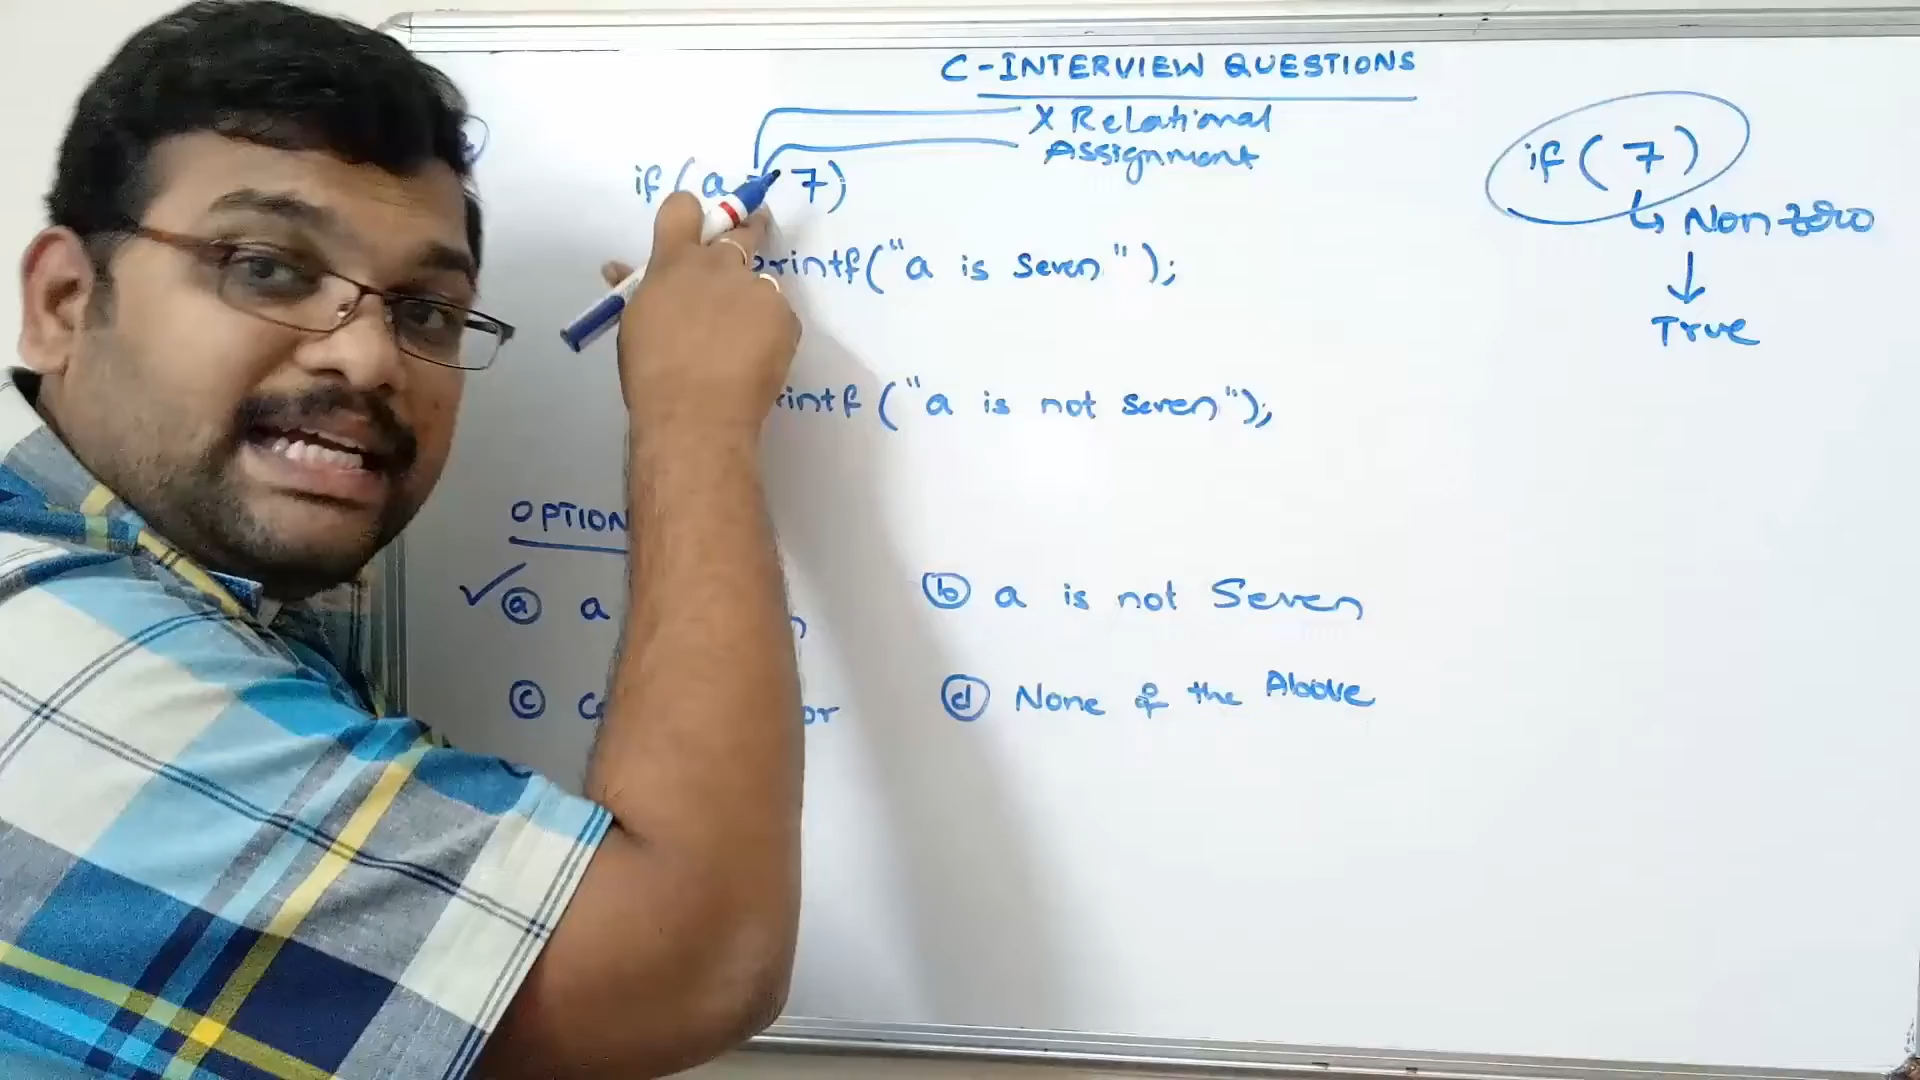 C-INTERVIEW QUESTIONS
X Relational
Assignment
if ( a 7)
printf("a is seven");
rintf ("a is not seven");
OPTION
a a
b a is not Seven
c
d None of the Above
if ( 7 )
↳ Non zero
↓
True